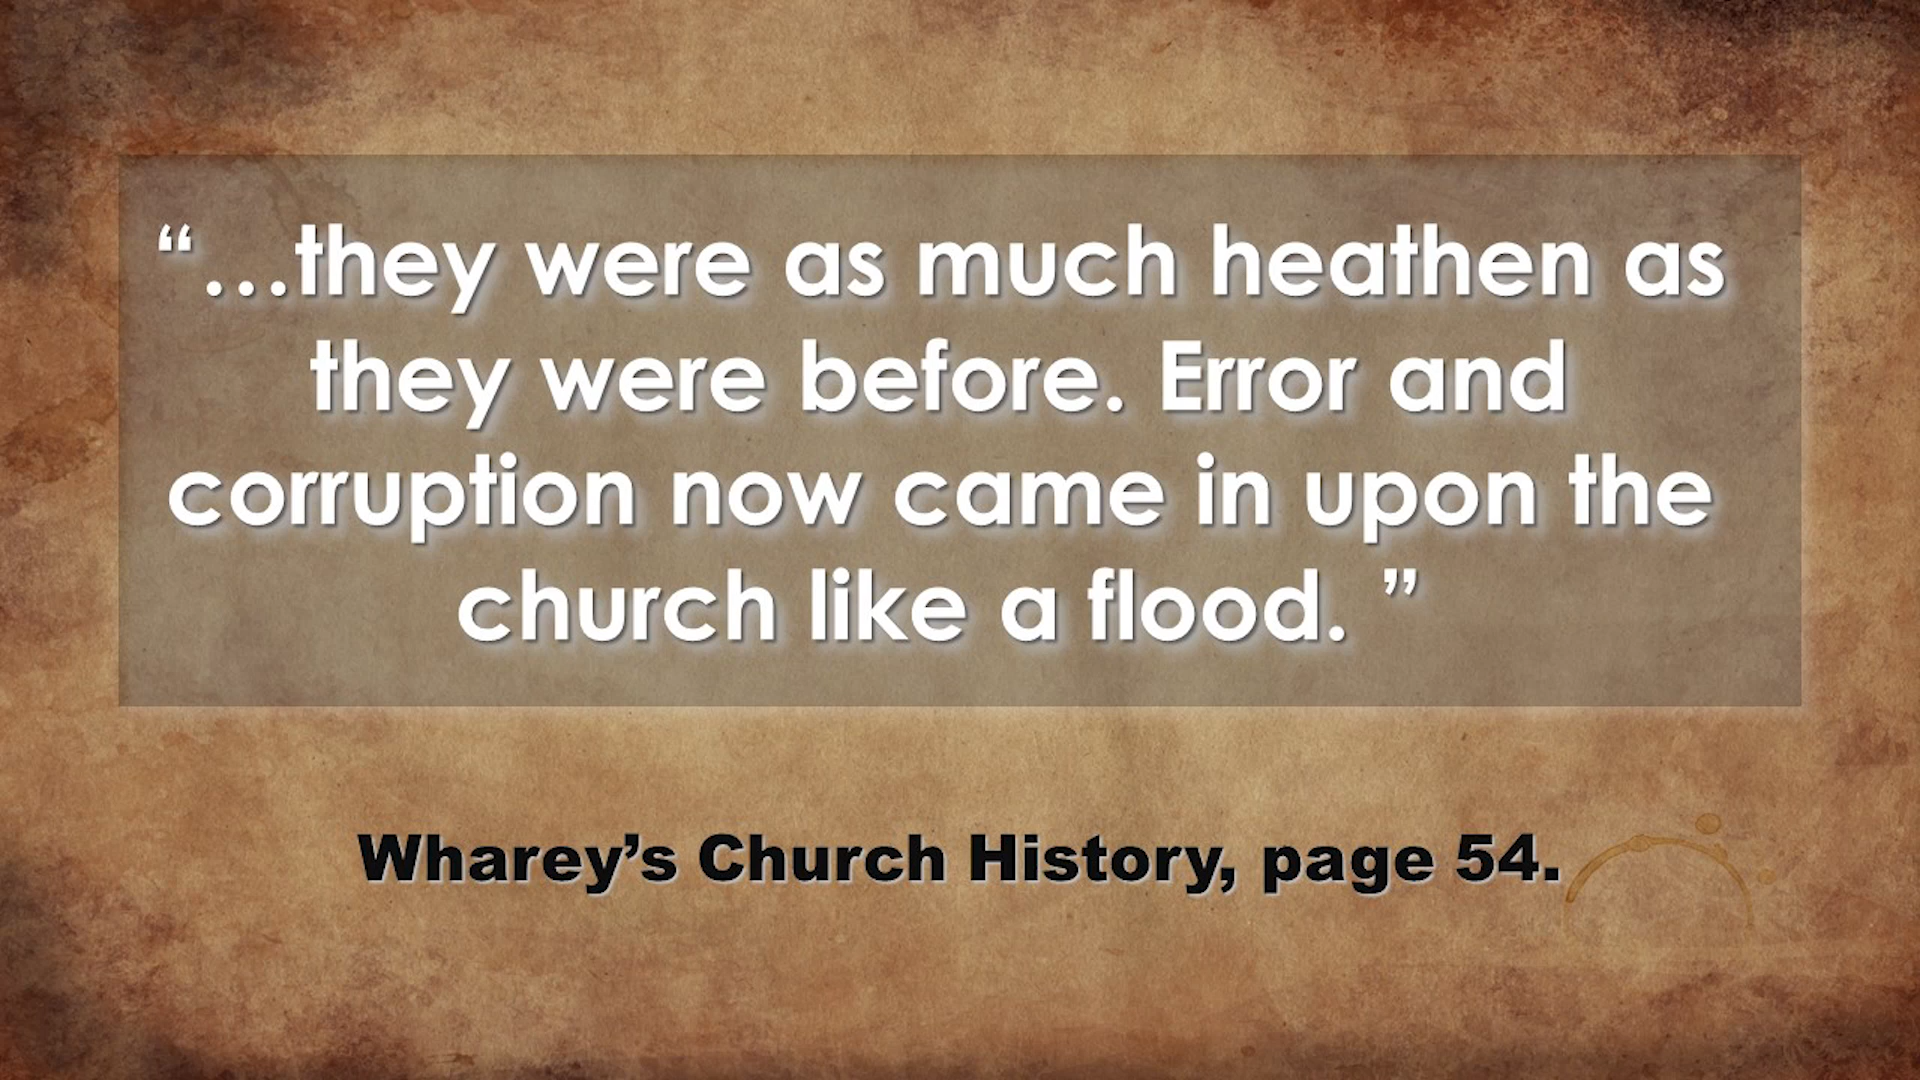 “…they were as much heathen as
they were before. Error and
corruption now came in upon the
church like a flood. ”
Wharey’s Church History, page 54.